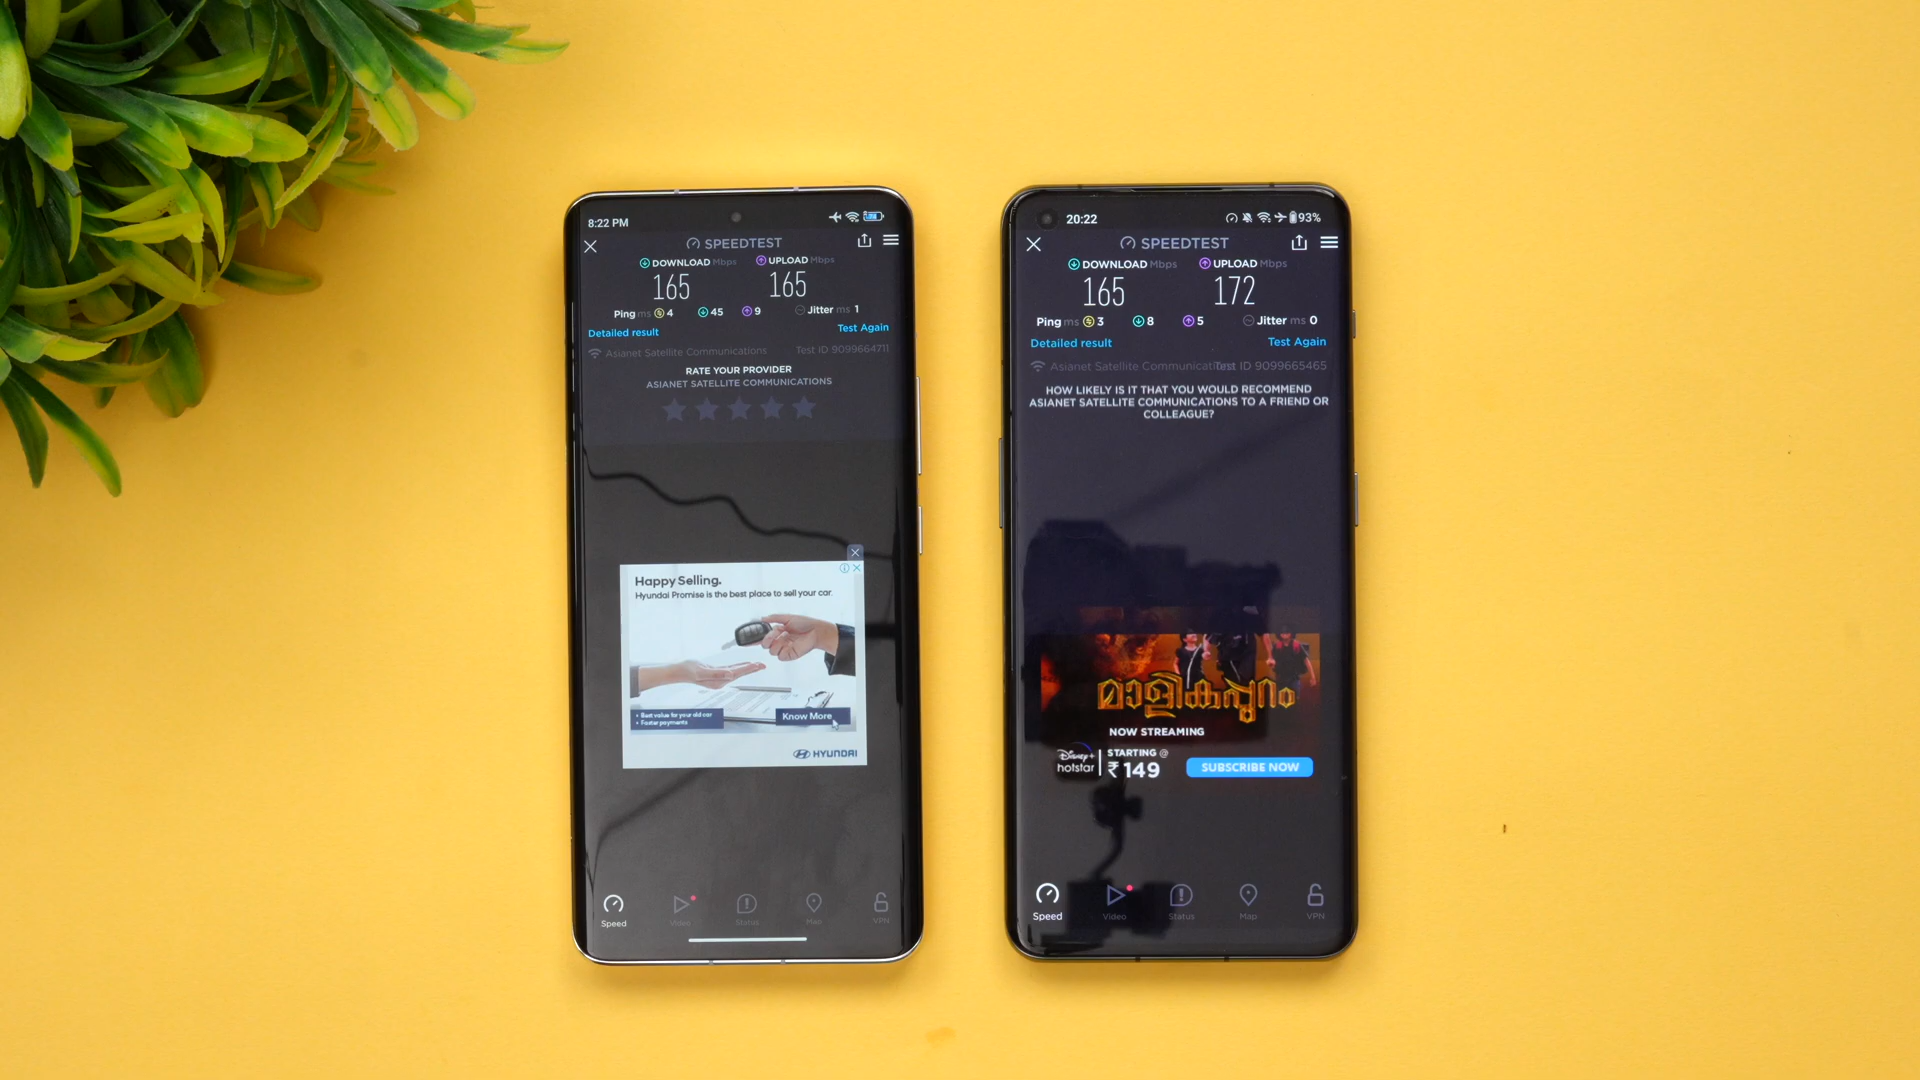 8:22 PM
SPEEDTEST
DOWNLOAD Mbps
UPLOAD Mbps
165
165
Ping ms 4
45
9
Jitter ms 1
Detailed result
Test Again
Asianet Satellite Communications
Test ID 9099664711
RATE YOUR PROVIDER
ASIANET SATELLITE COMMUNICATIONS
Happy Selling.
Hyundai Promise is the best place to sell your car.
• Best value for your old car
• Faster payments
Know More
HYUNDAI
Speed
Video
Status
Map
VPN
20:22
93%
SPEEDTEST
DOWNLOAD Mbps
UPLOAD Mbps
165
172
Ping ms 3
8
5
Jitter ms 0
Detailed result
Test Again
Asianet Satellite
Test ID 9099665465
HOW LIKELY IS IT THAT YOU WOULD RECOMMEND
ASIANET SATELLITE COMMUNICATIONS TO A FRIEND OR
COLLEAGUE?
മാളികപ്പുറം
NOW STREAMING
Disney+
hotstar
STARTING @
₹149
SUBSCRIBE NOW
Speed
Video
Status
Map
VPN